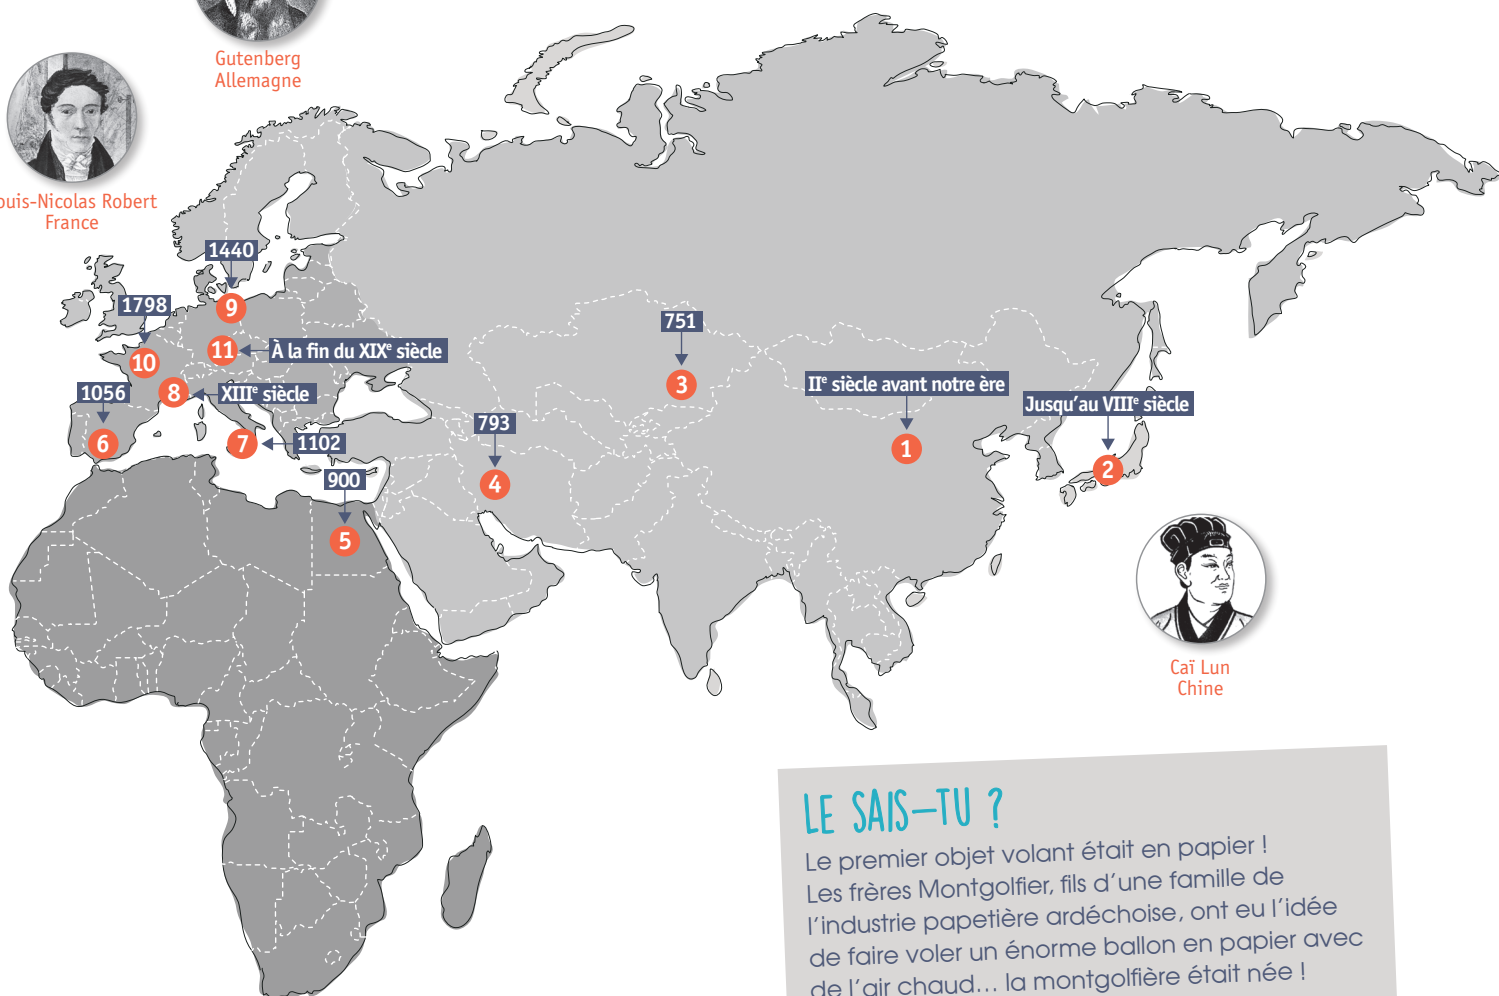 Gutenberg
Allemagne
ouis-Nicolas Robert
France
1440
1798
9
751
À la fin du XIXe siècle
11
10
3
IIe siècle avant notre ère
1056
8
XIIIe siècle
Jusqu'au VIIIe siècle
793
6
7
1102
1
2
900
4
5
Caï Lun
Chine
LE SAIS-TU ?
Le premier objet volant était en papier !
Les frères Montgolfier, fils d'une famille de
l'industrie papetière ardéchoise, ont eu l'idée
de faire voler un énorme ballon en papier avec
de l'air chaud... la montgolfière était née !